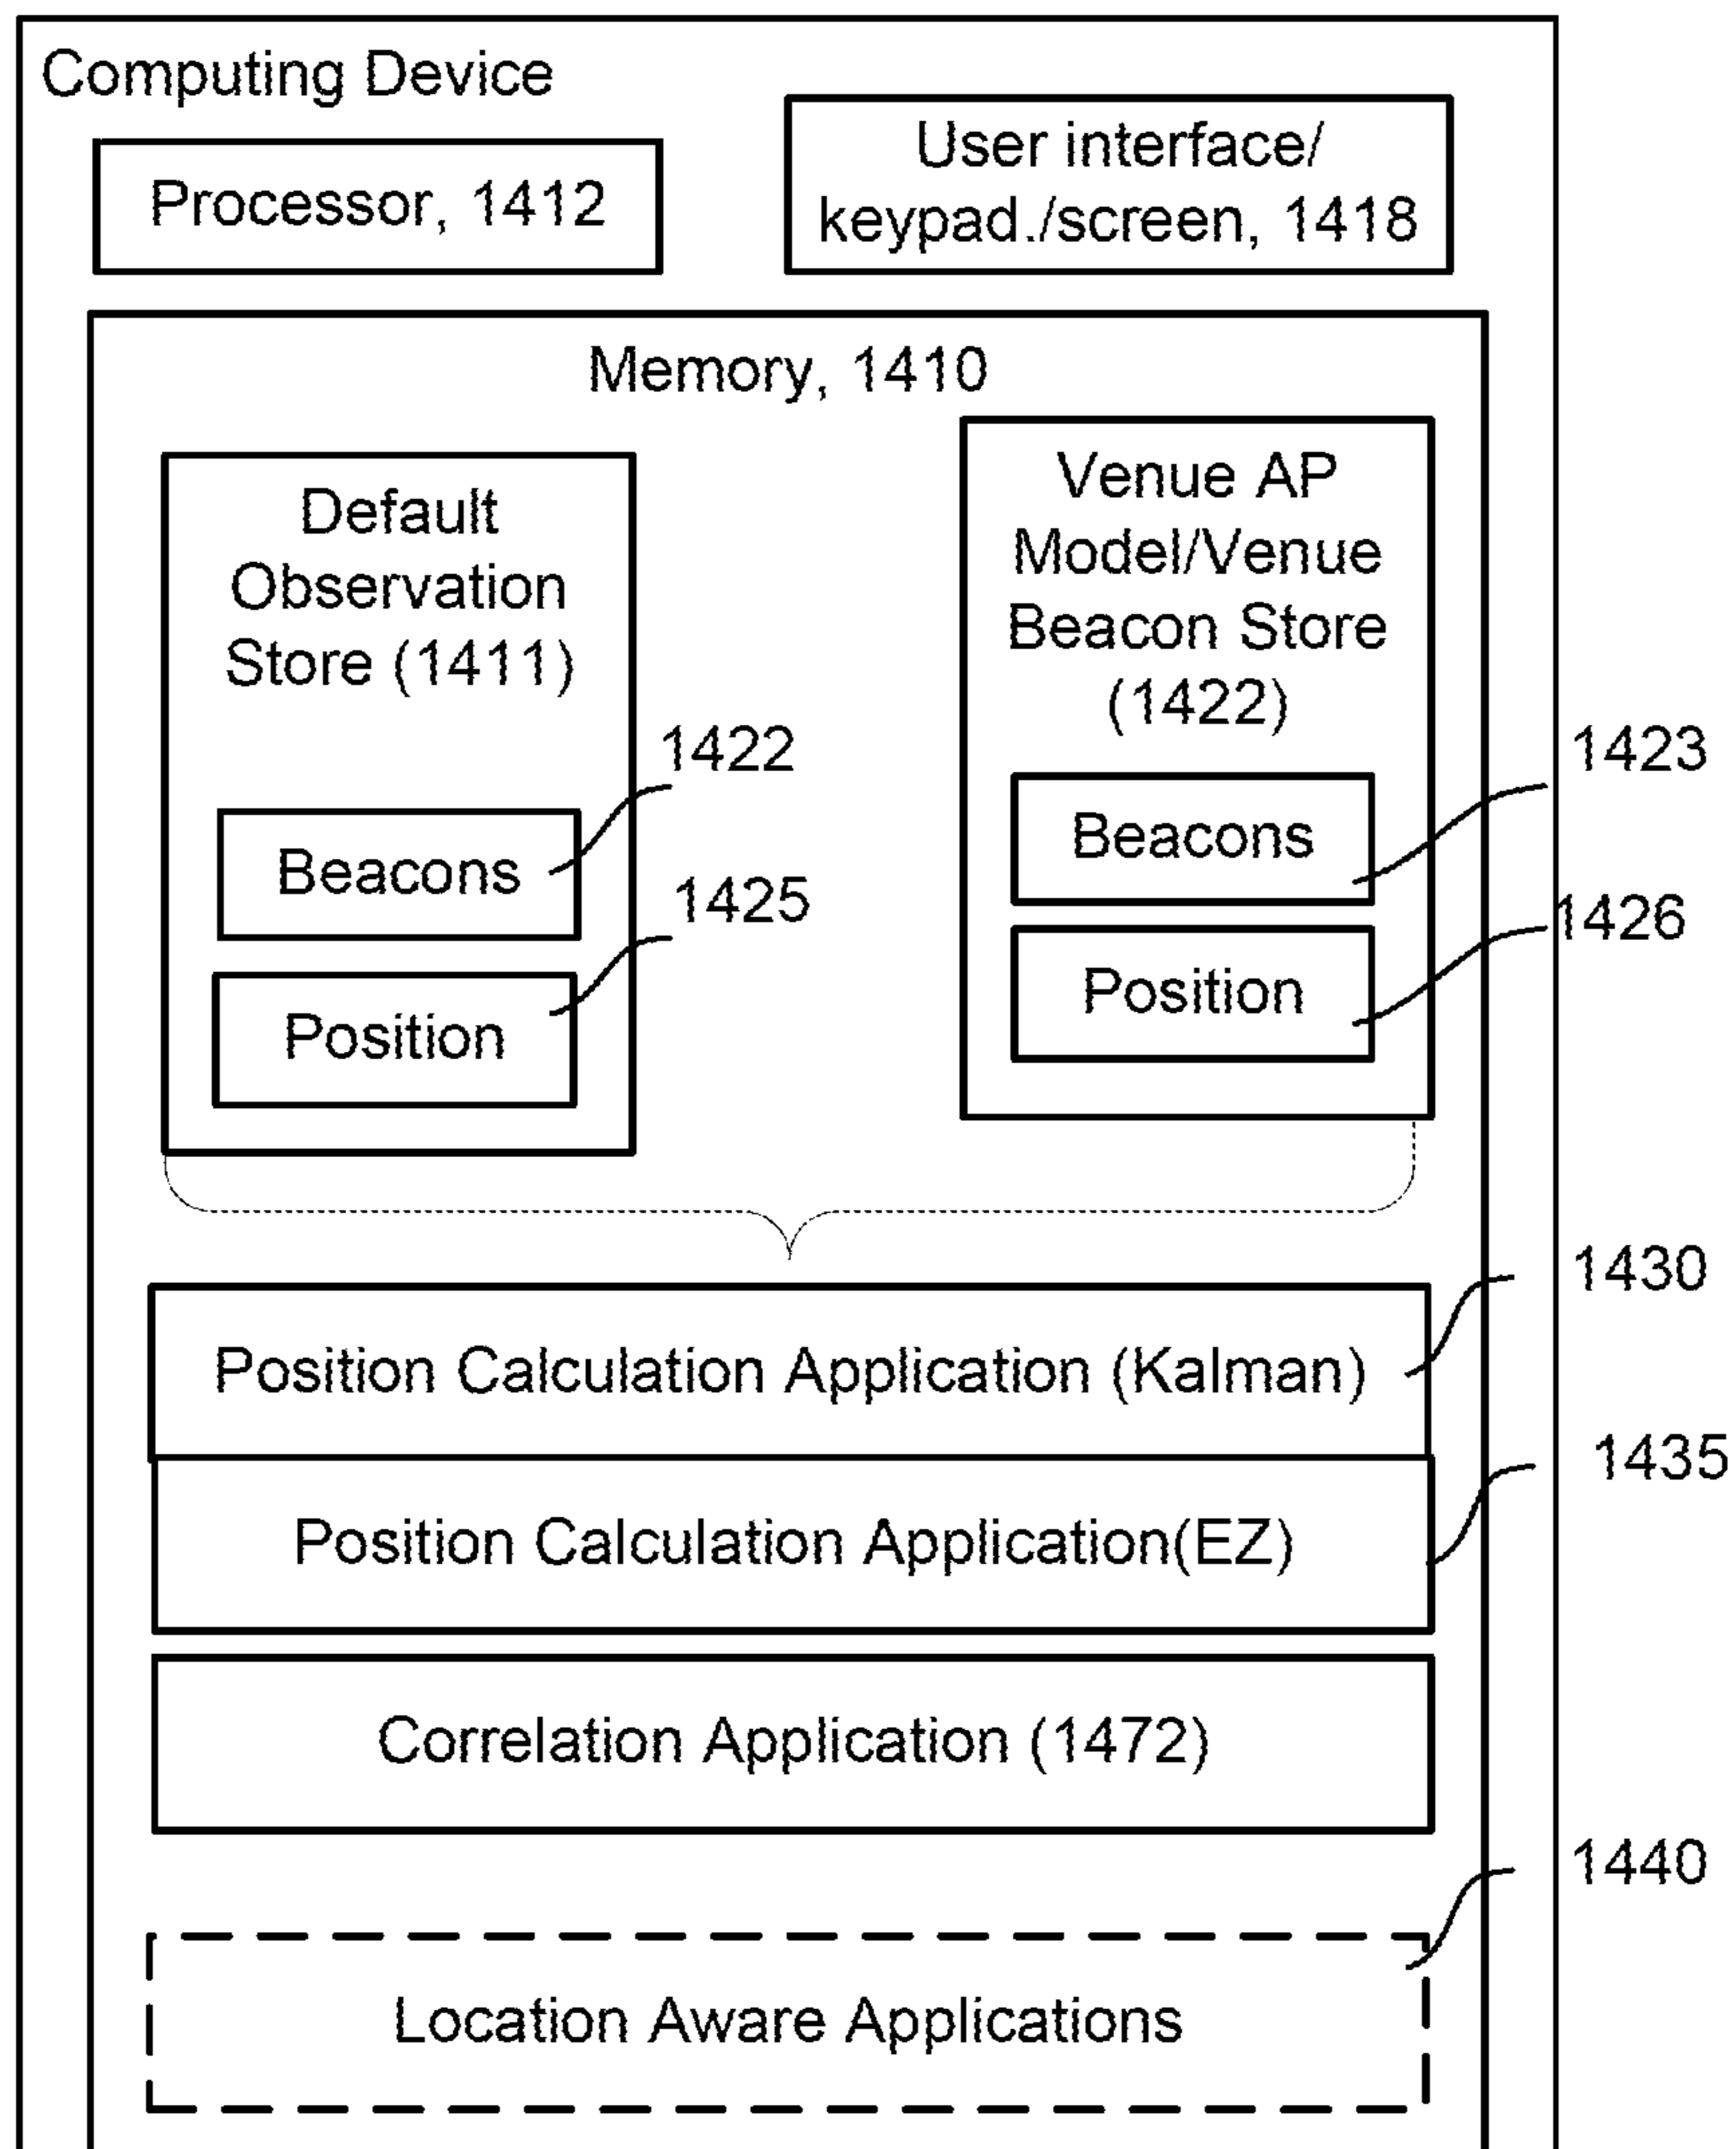 Computing Device
Processor, 1412
User interface/
keypad./screen, 1418
Memory, 1410
Default
Observation
Store (1411)
Venue AP
Model/Venue
Beacon Store
(1422)
1422
Beacons
1425
Position
1423
Beacons
1426
Position
1430
Position Calculation Application (Kalman)
1435
Position Calculation Application(EZ)
Correlation Application (1472)
1440
Location Aware Applications